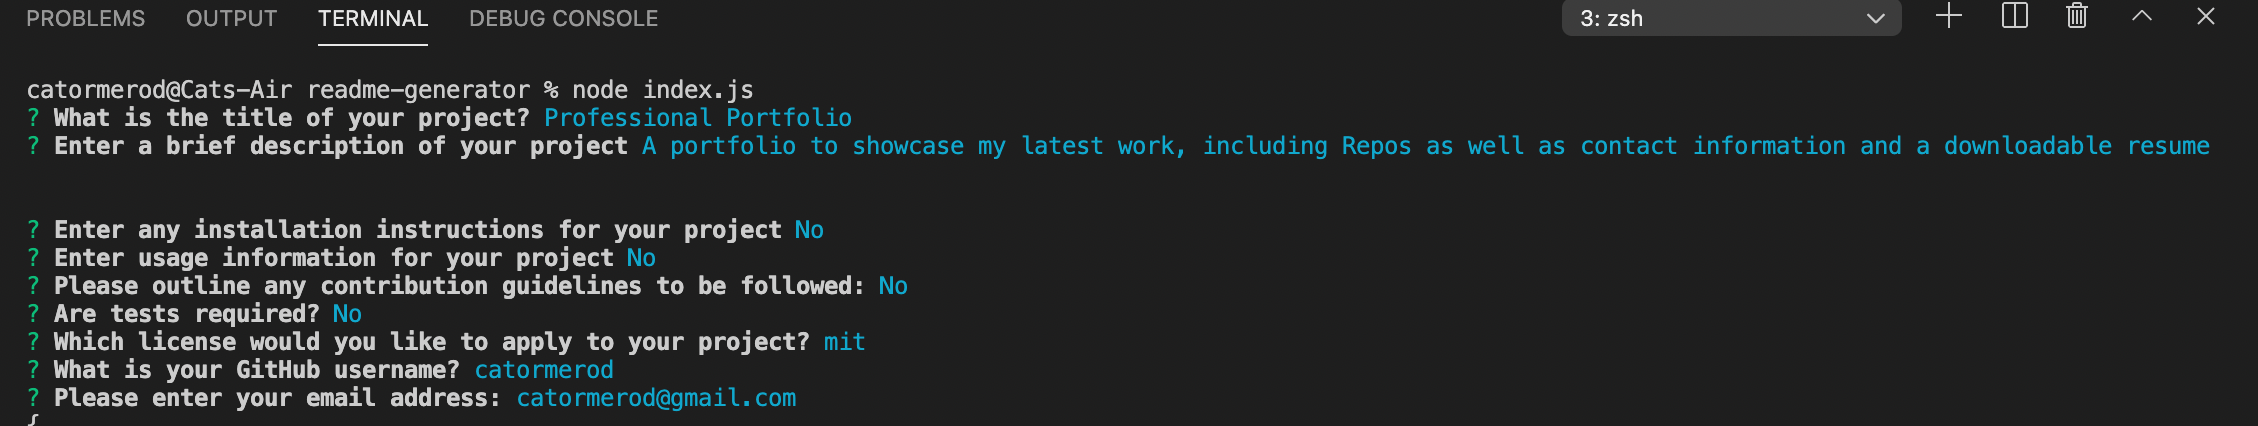 PROBLEMS OUTPUT TERMINAL DEBUG CONSOLE 3: zsh
catormerod@Cats-Air readme-generator % node index.js
? What is the title of your project? Professional Portfolio
? Enter a brief description of your project A portfolio to showcase my latest work, including Repos as well as contact information and a downloadable resume
? Enter any installation instructions for your project No
? Enter usage information for your project No
? Please outline any contribution guidelines to be followed: No
? Are tests required? No
? Which license would you like to apply to your project? mit
? What is your GitHub username? catormerod
? Please enter your email address: catormerod@gmail.com
{